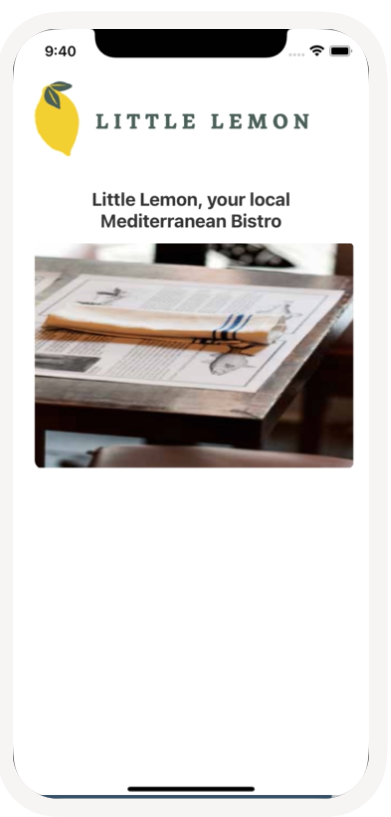 9:40
LITTLE LEMON
Little Lemon, your local
Mediterranean Bistro